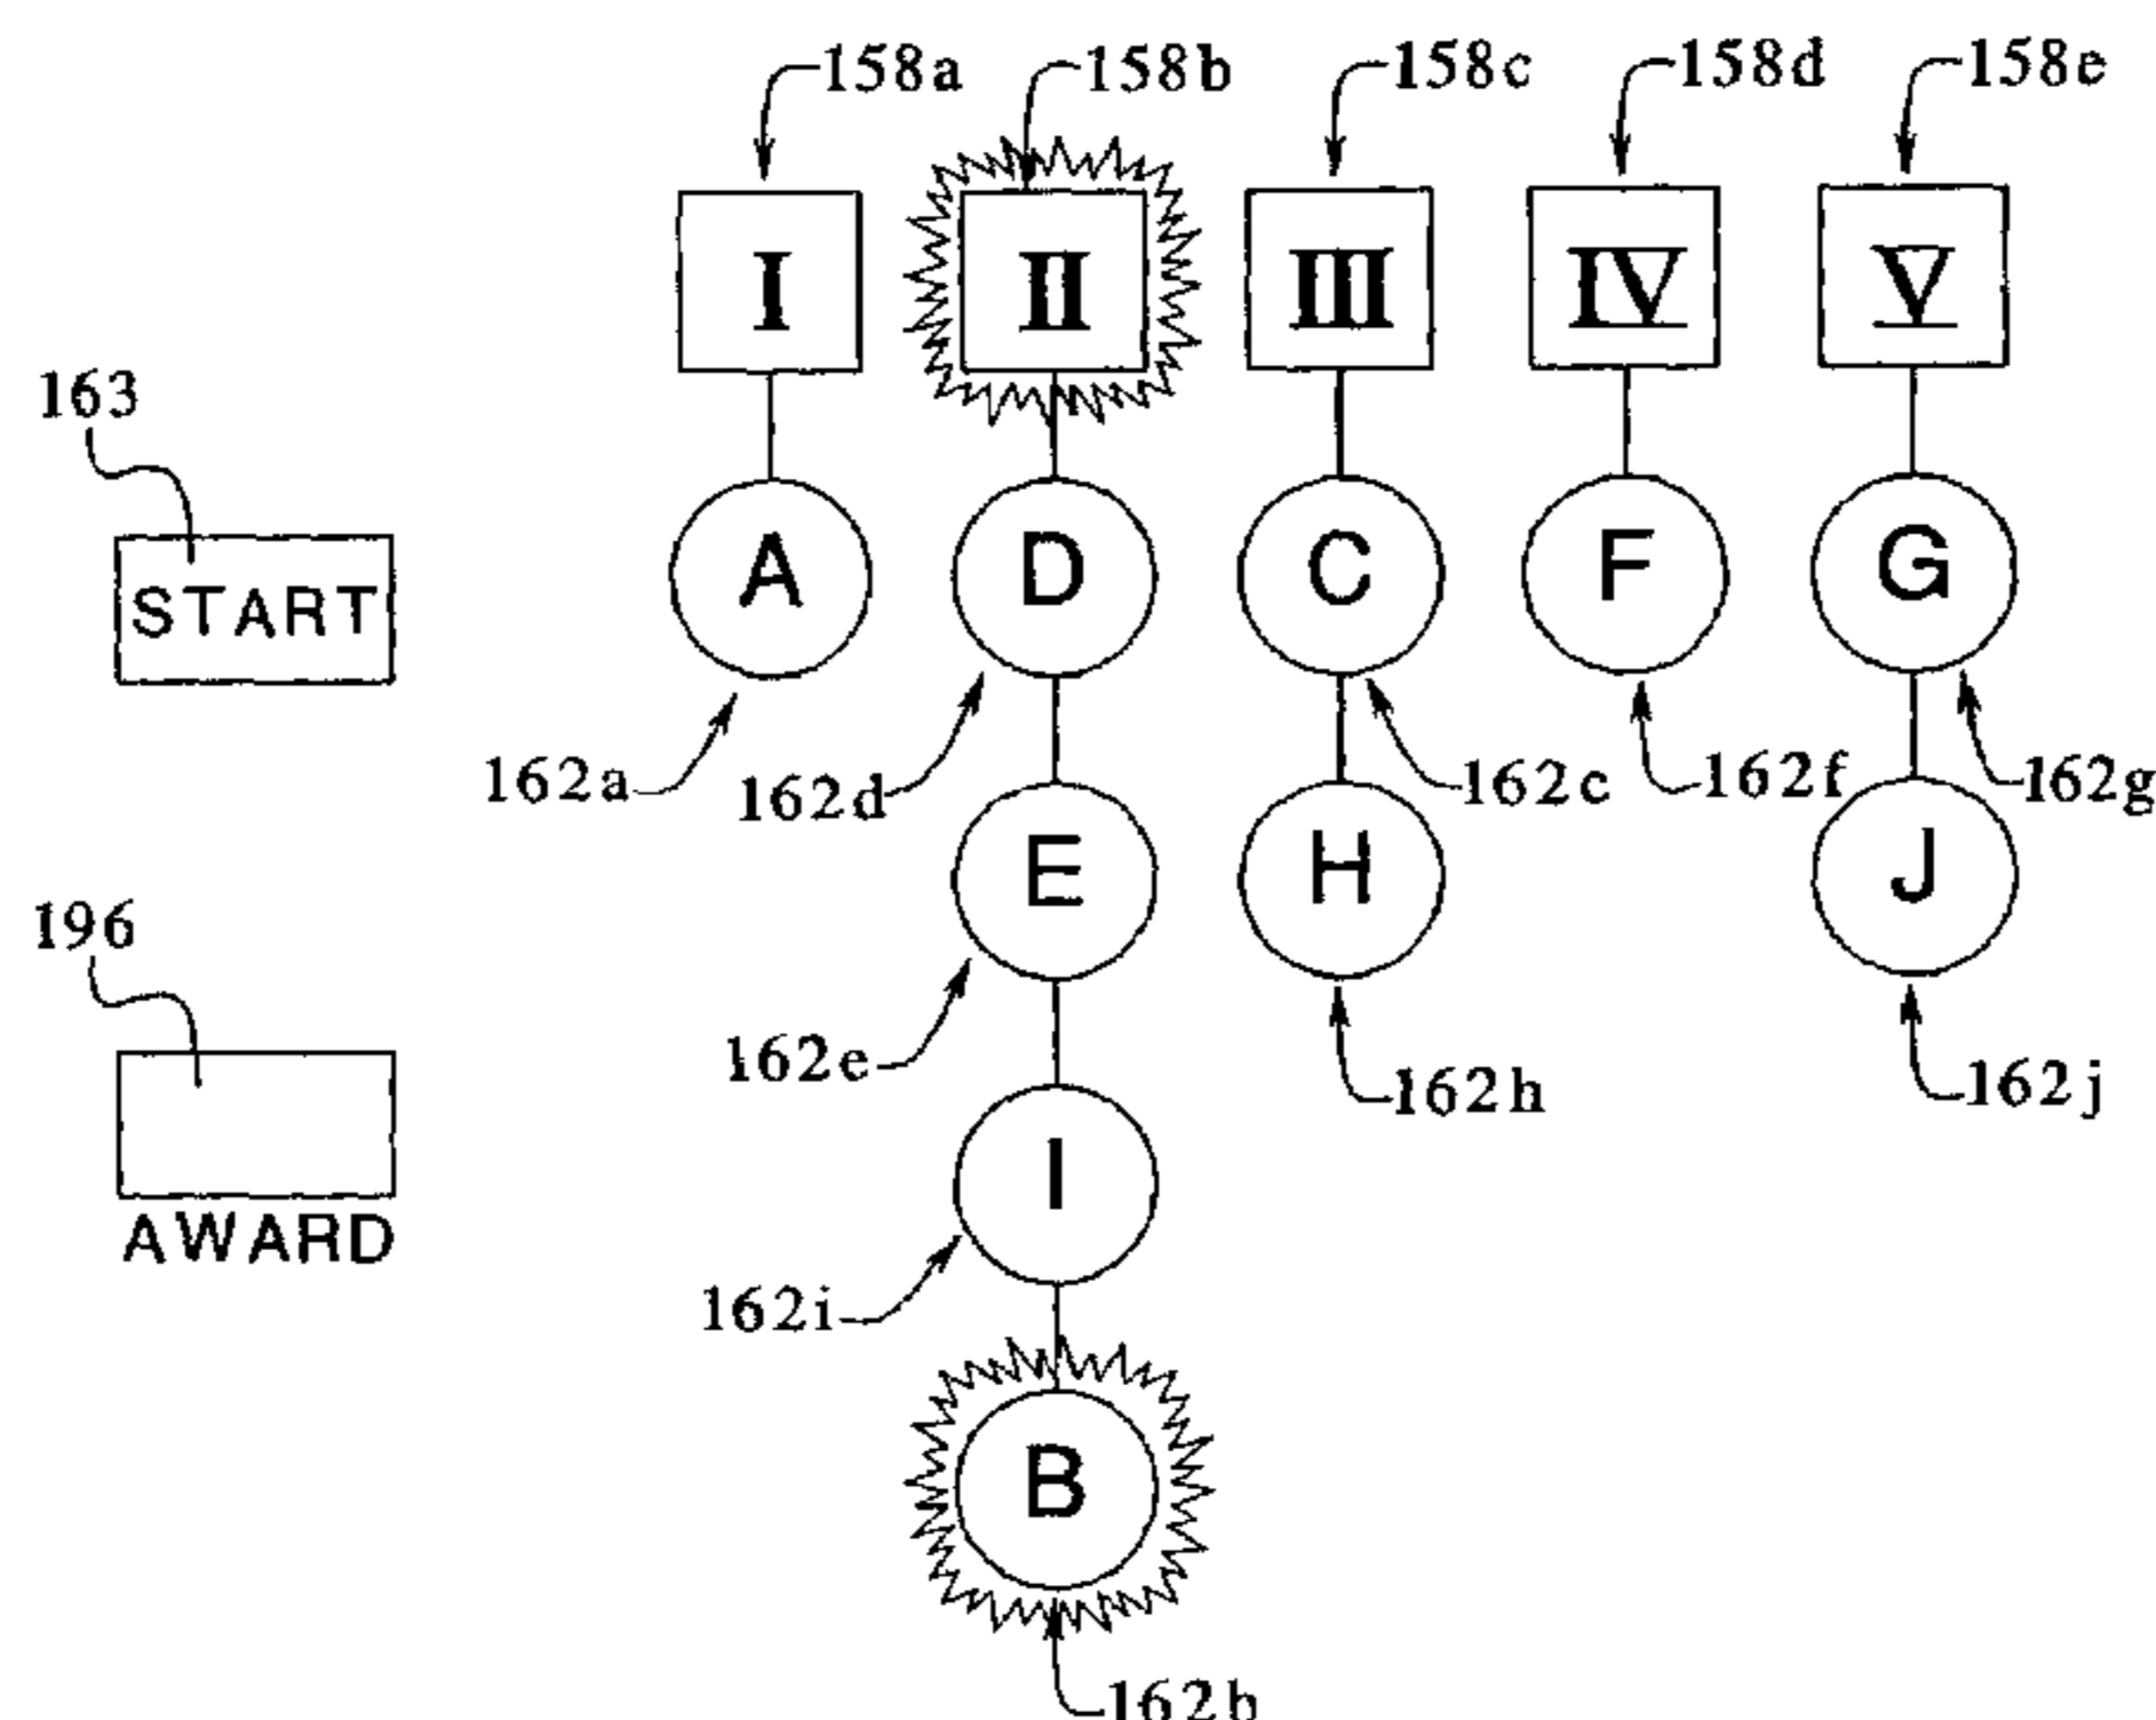 158a 158b 158c 158d 158e
I II III IV V
163
START
A D C F G
162a 162d 162c 162f 162g
E H J
196
162e 162h 162j
I
AWARD
162i
B
162b